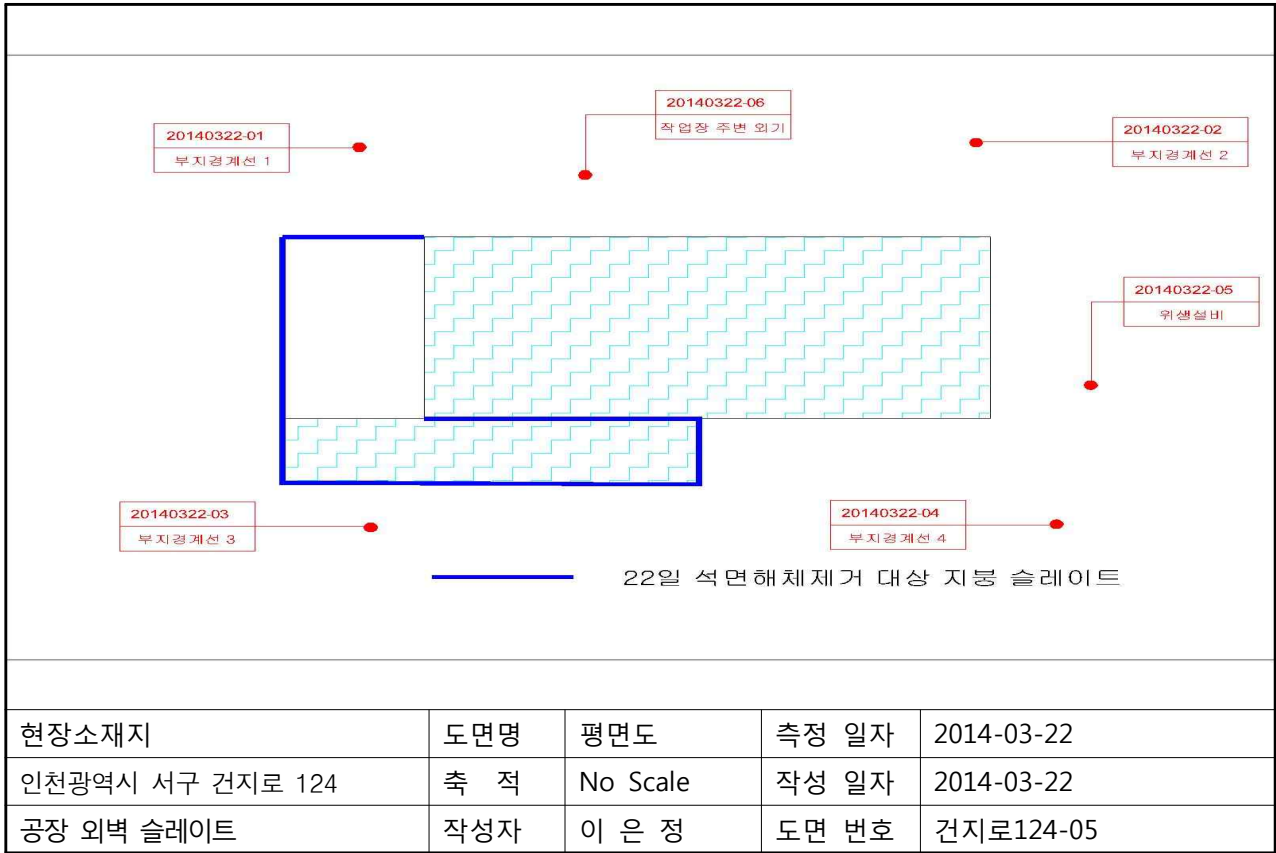 20140322-06
작업장 주변 외기
20140322-01
부지경계선 1
20140322-02
부지경계선 2
20140322-05
위생설비
20140322-03
부지경계선 3
20140322-04
부지경계선 4
22일 석면해체제거 대상 지붕 슬레이트
현장소재지 도면명 평면도 측정 일자 2014-03-22
인천광역시 서구 건지로 124 축 적 No Scale 작성 일자 2014-03-22
공장 외벽 슬레이트 작성자 이 은 정 도면 번호 건지로124-05